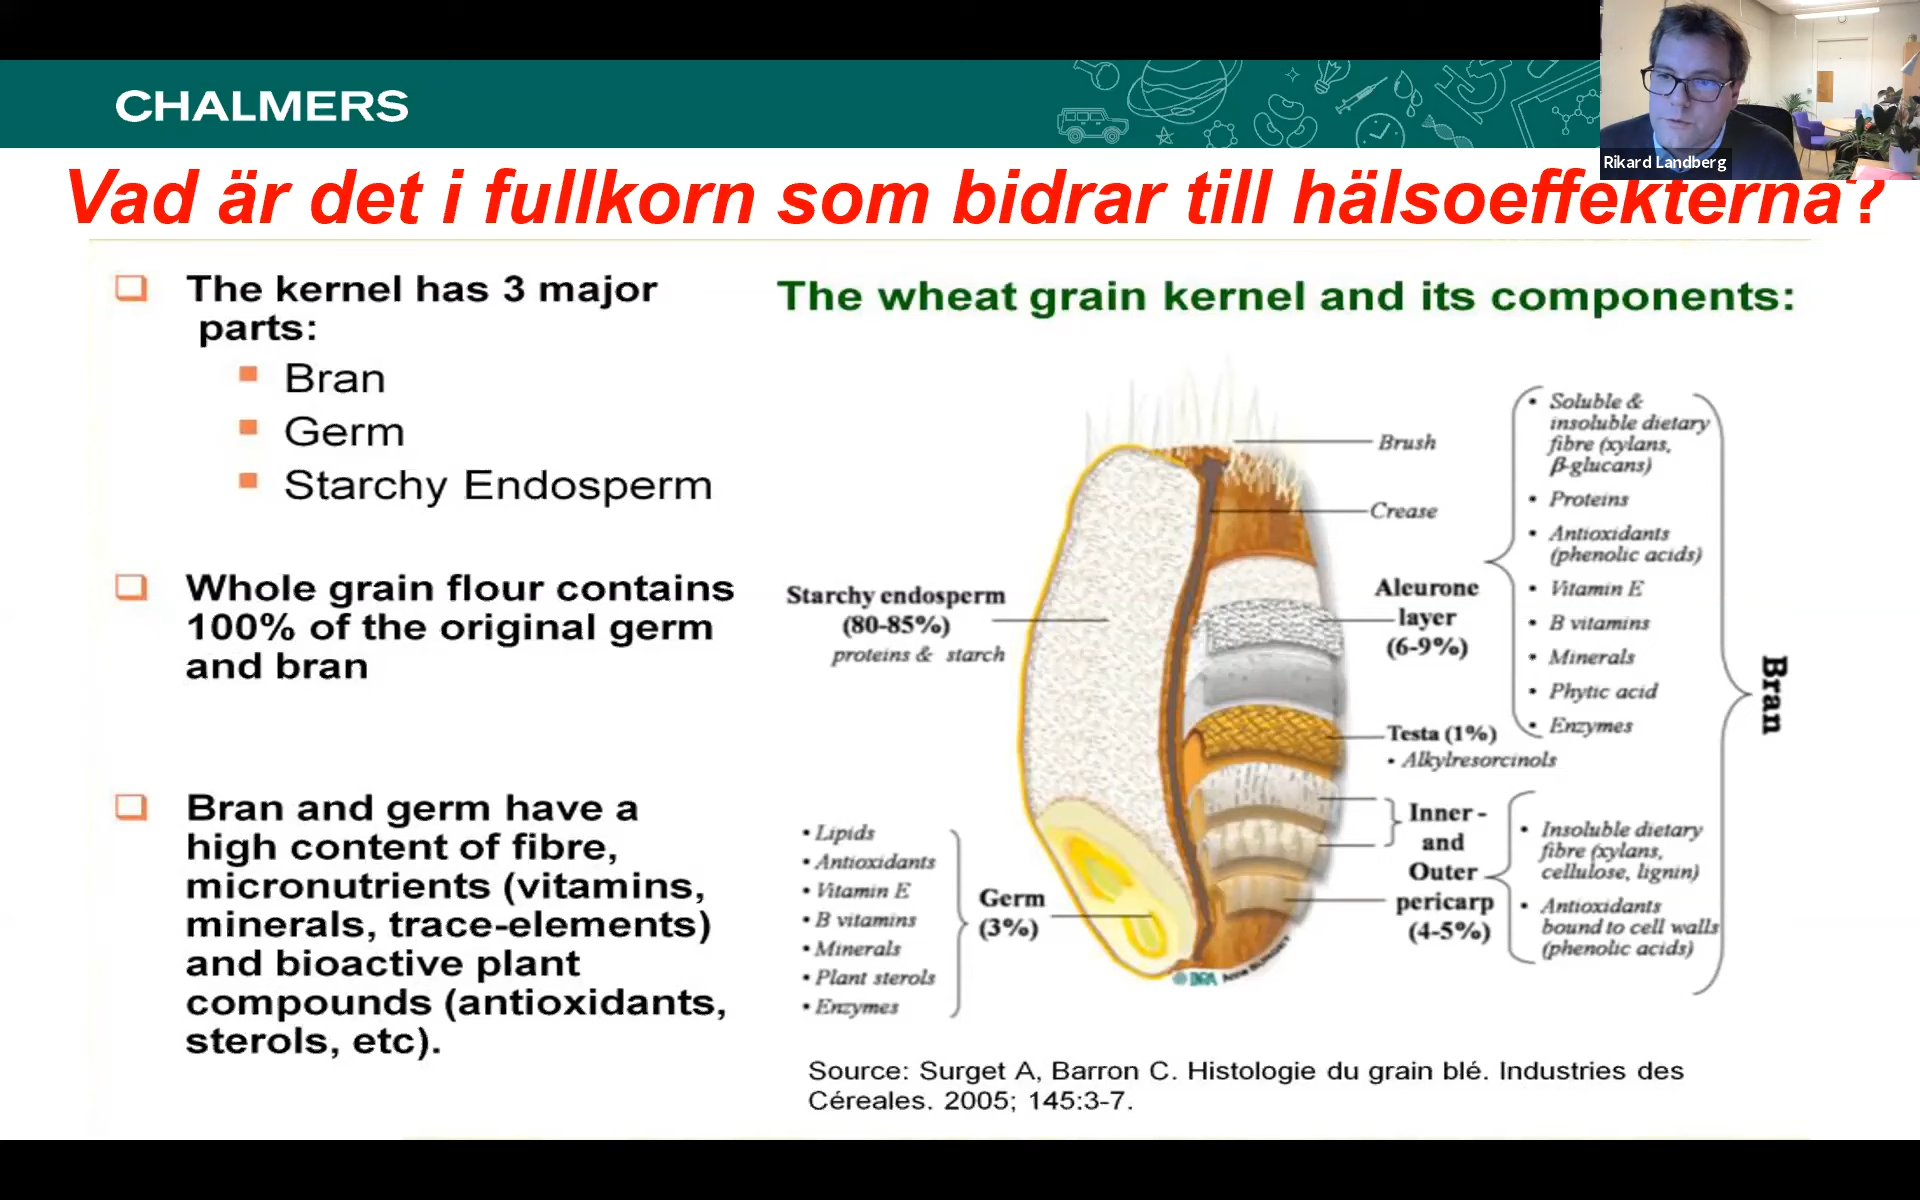 CHALMERS
Rikard Landberg
Vad är det i fullkorn som bidrar till hälsoeffekterna?
The kernel has 3 major
parts:
Bran
Germ
Starchy Endosperm
Whole grain flour contains
100% of the original germ
and bran
Bran and germ have a
high content of fibre,
micronutrients (vitamins,
minerals, trace-elements)
and bioactive plant
compounds (antioxidants,
sterols, etc).
The wheat grain kernel and its components:
Brush
Crease
Starchy endosperm
(80-85%)
proteins & starch
Aleurone
layer
(6-9%)
• Soluble &
insoluble dietary
fibre (xylans,
β-glucans)
• Proteins
• Antioxidants
(phenolic acids)
• Vitamin E
• B vitamins
• Minerals
• Phytic acid
• Enzymes
Testa (1%)
• Alkylresorcinols
Bran
• Lipids
• Antioxidants
• Vitamin E
• B vitamins
• Minerals
• Plant sterols
• Enzymes
Germ
(3%)
Inner-
and
Outer
pericarp
(4-5%)
• Insoluble dietary
fibre (xylans,
cellulose, lignin)
• Antioxidants
bound to cell walls
(phenolic acids)
INRA
Source: Surget A, Barron C. Histologie du grain blé. Industries des
Céreales. 2005; 145:3-7.